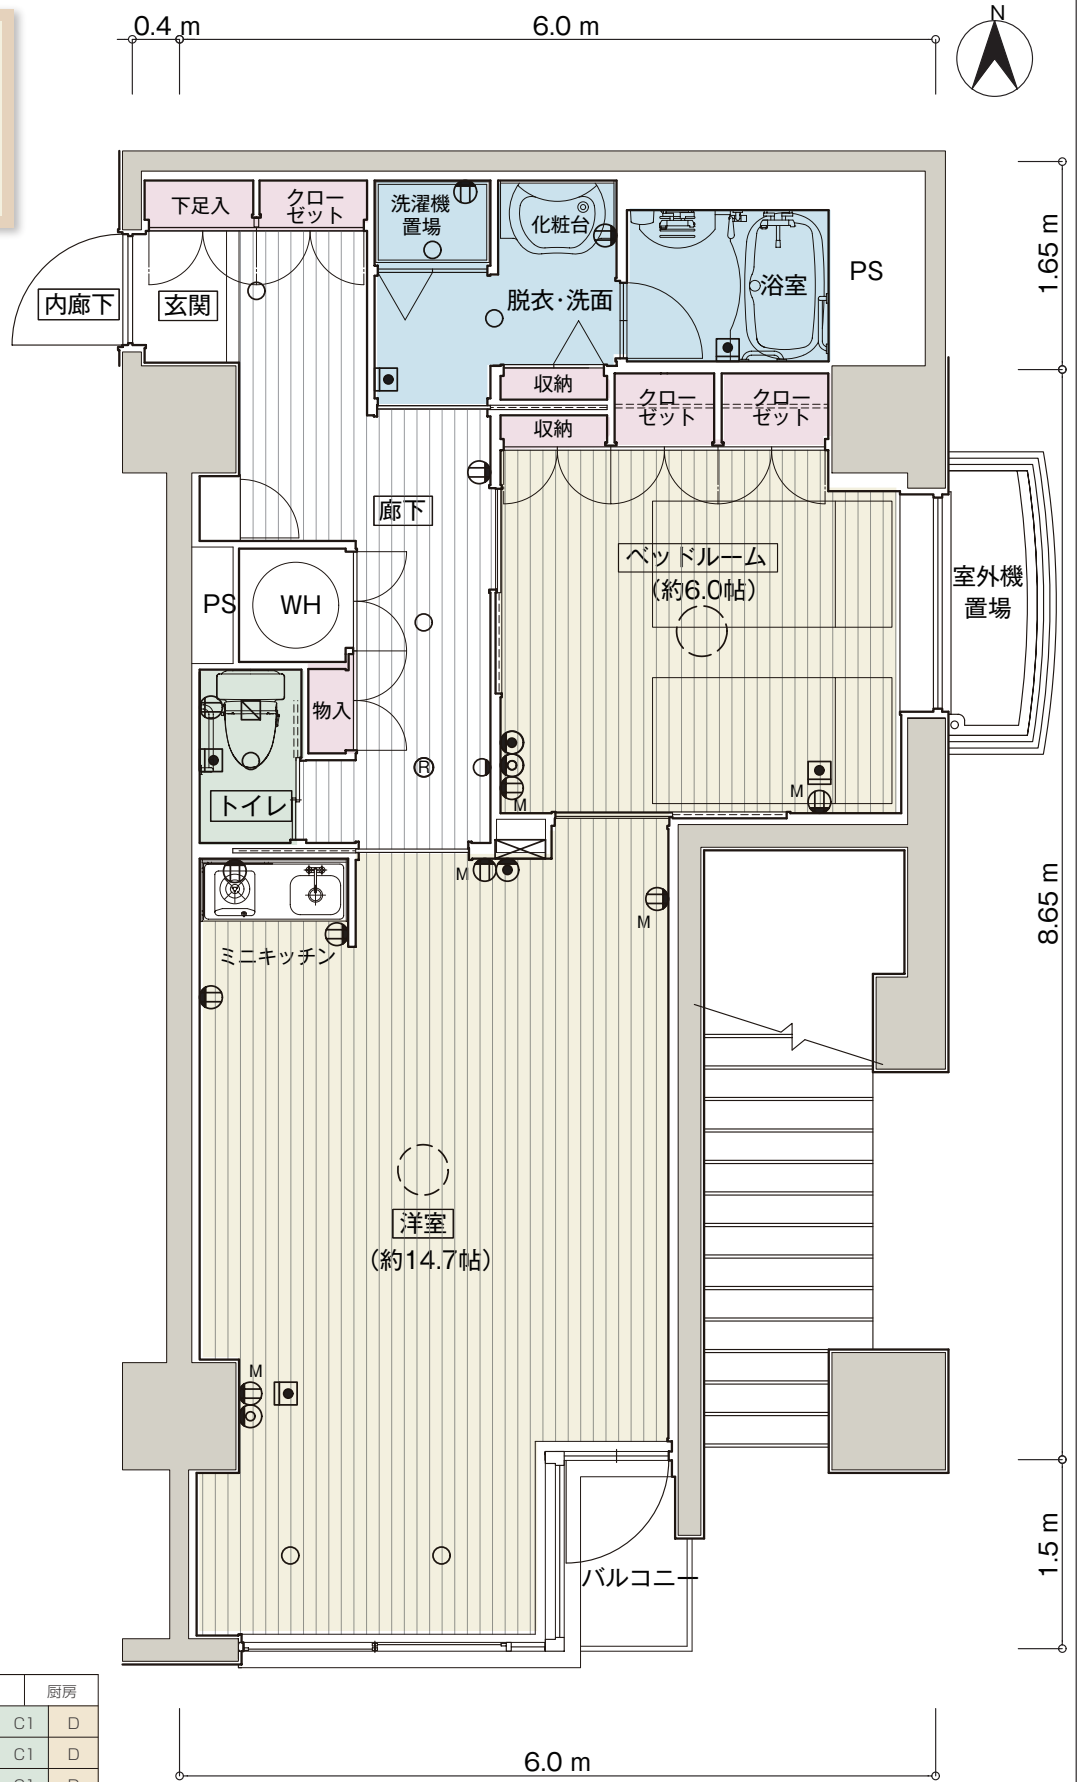 0.4 m
6.0 m
N
下足入
クロー
ゼット
洗濯機
置場
化粧台
浴室
PS
1.65 m
内廊下
玄関
脱衣・洗面
収納
クロー
ゼット
クロー
ゼット
収納
廊下
ベッドルーム
(約6.0帖)
室外機
置場
PS
WH
物入
R
トイレ
M
M
M
M
ミニキッチン
8.65 m
洋室
(約14.7帖)
M
バルコニー
1.5 m
厨房
C1 D
C1 D
C1 D
6.0 m